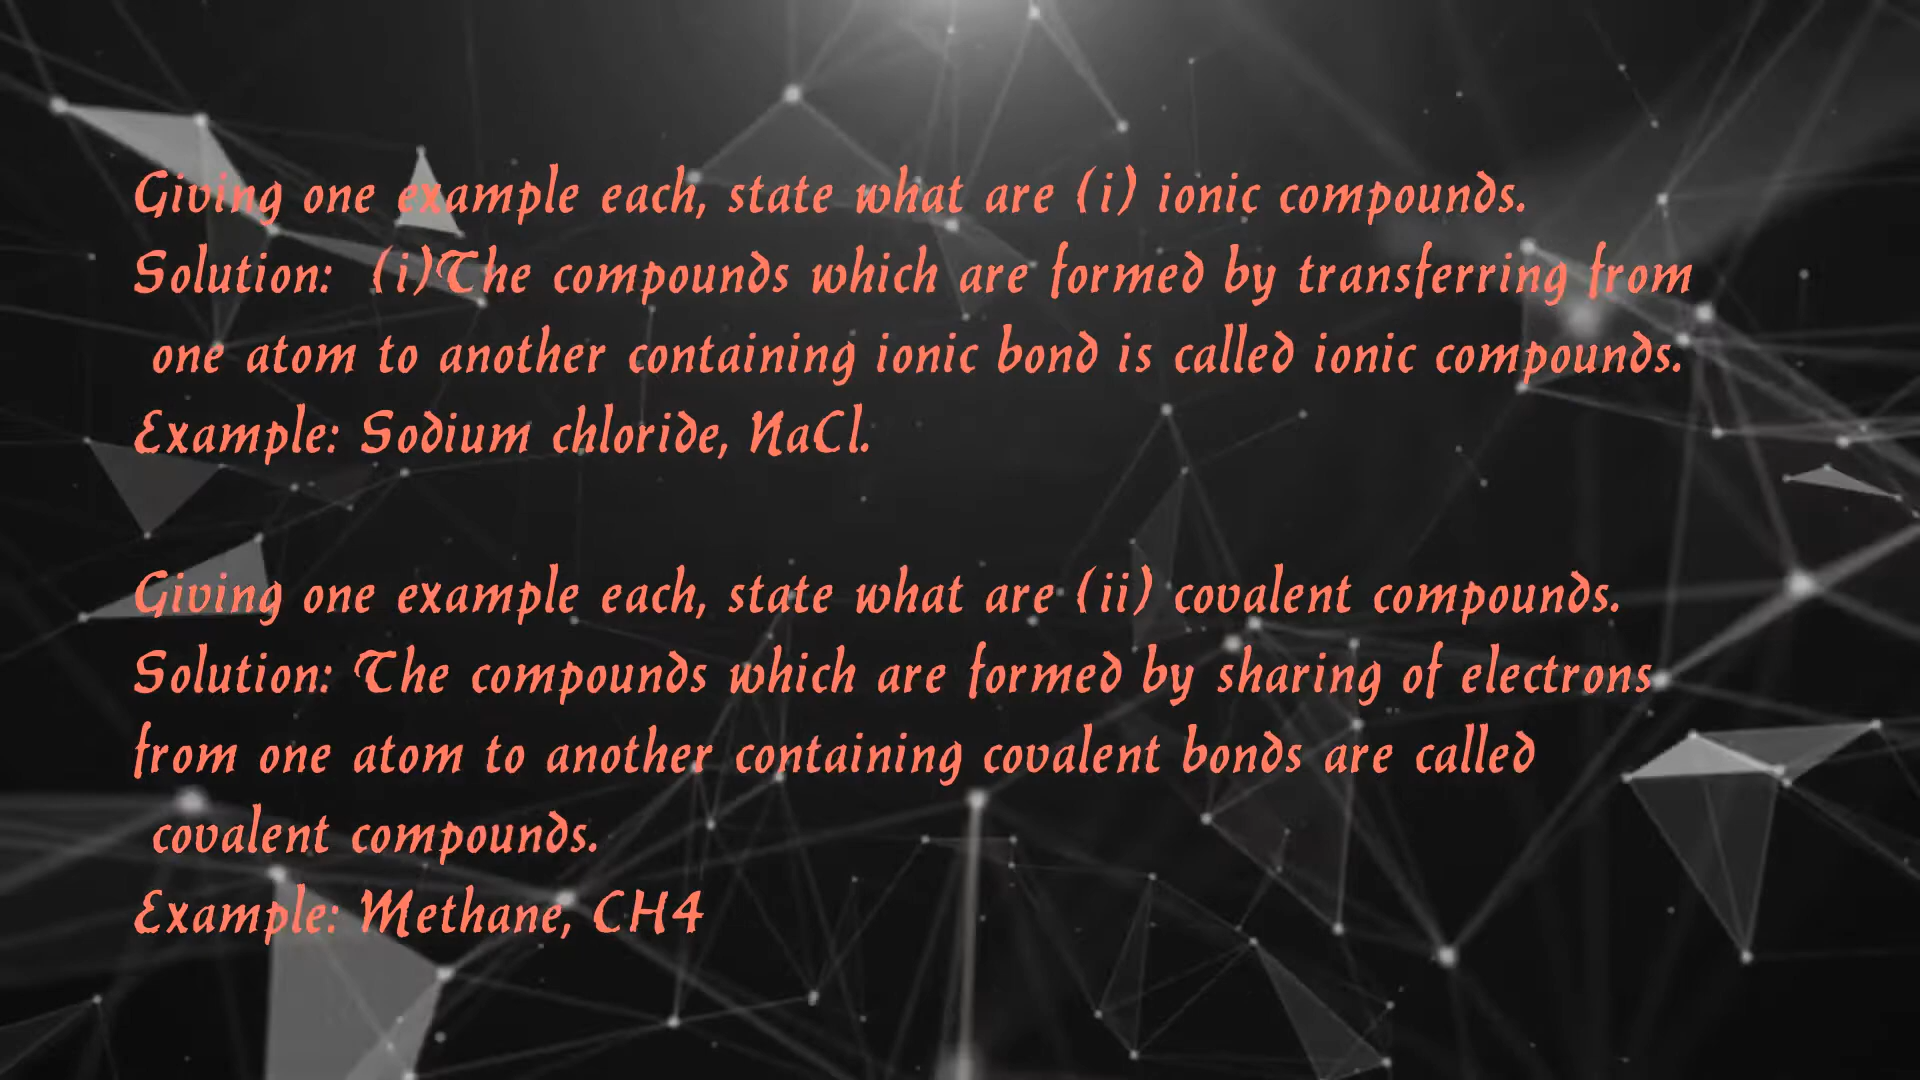 Giving one example each, state what are (i) ionic compounds.
Solution: (i)The compounds which are formed by transferring from
one atom to another containing ionic bond is called ionic compounds.
Example: Sodium chloride, NaCl.
Giving one example each, state what are (ii) covalent compounds.
Solution: The compounds which are formed by sharing of electrons
from one atom to another containing covalent bonds are called
covalent compounds.
Example: Methane, CH4